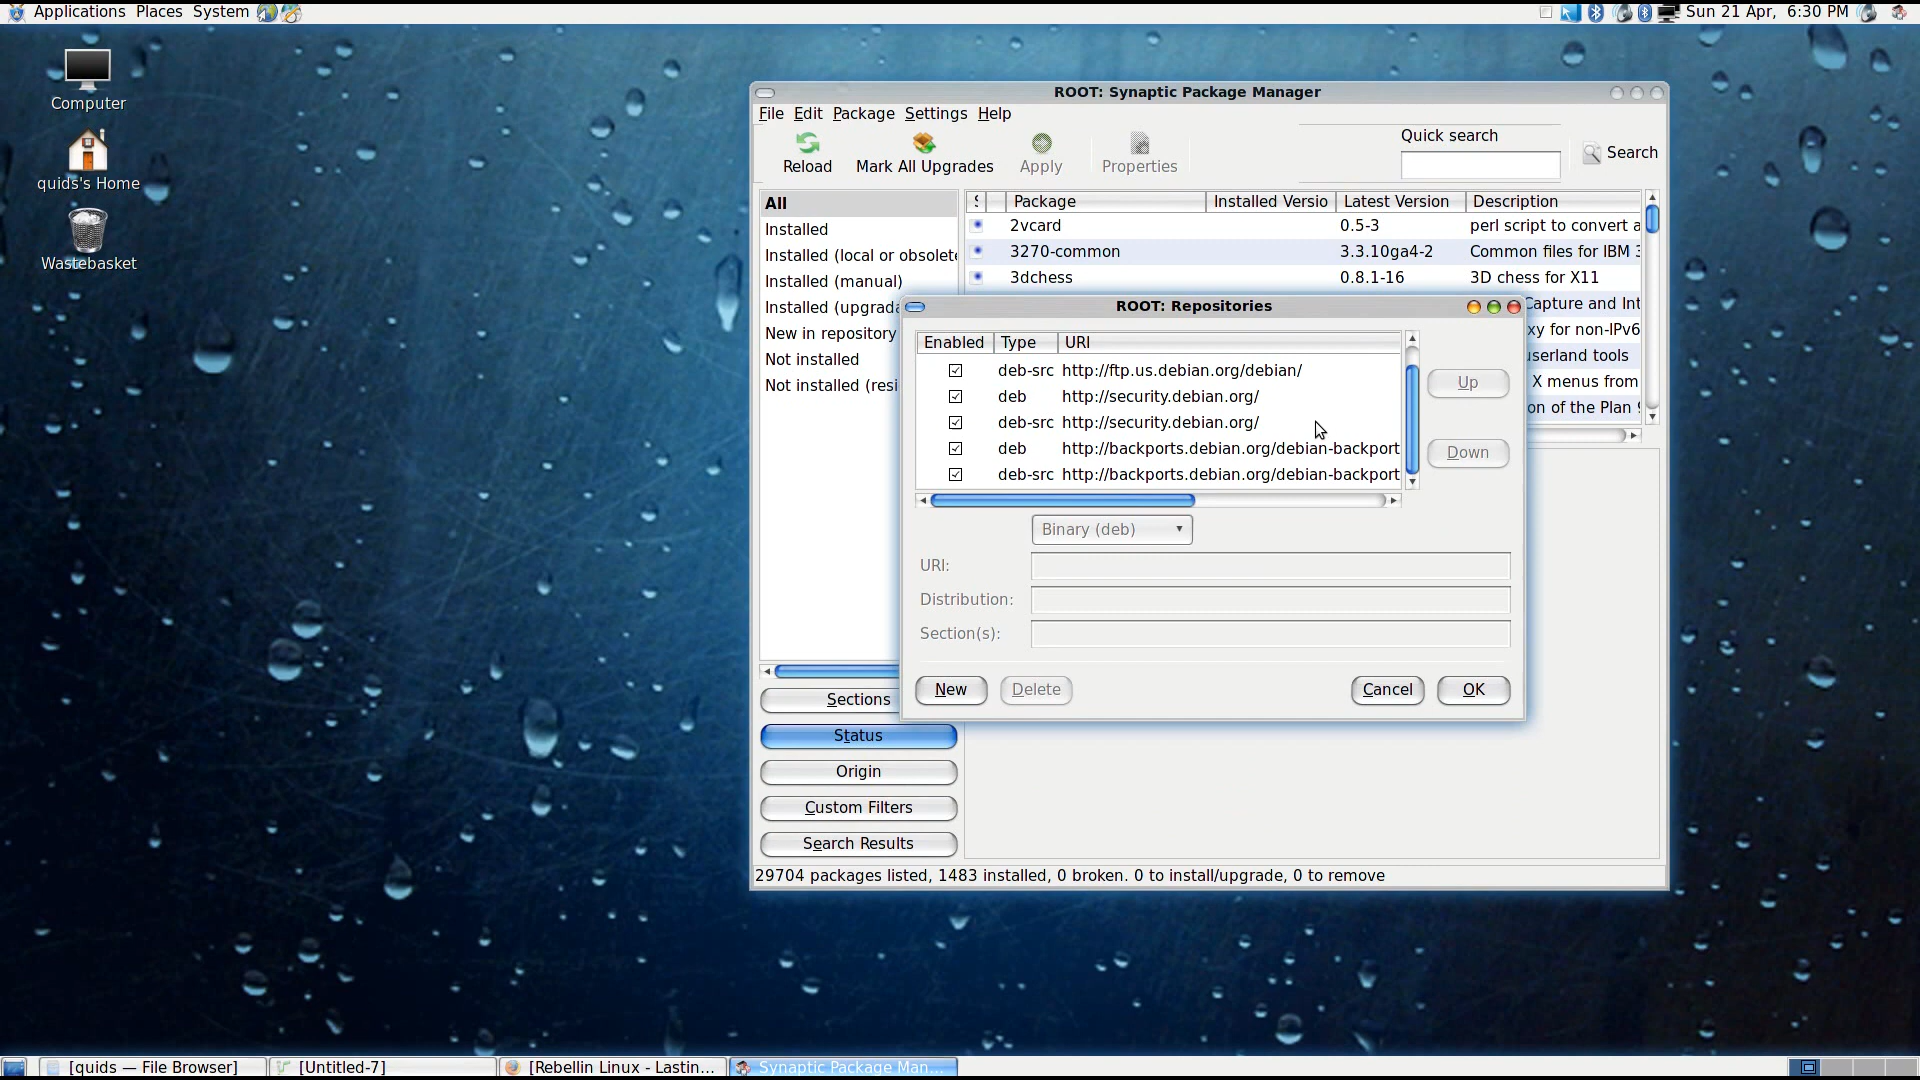 Applications Places System
Sun 21 Apr, 6:30 PM
Computer
quids's Home
Wastebasket
ROOT: Synaptic Package Manager
File Edit Package Settings Help
Reload
Mark All Upgrades
Apply
Properties
Quick search
Search
All
Installed
Installed (local or obsolete
Installed (manual)
Installed (upgrada
New in repository
Not installed
Not installed (resi
S Package Installed Versio Latest Version Description
2vcard 0.5-3 perl script to convert a
3270-common 3.3.10ga4-2 Common files for IBM 3
3dchess 0.8.1-16 3D chess for X11
Capture and Int
xy for non-IPv6
userland tools
X menus from
on of the Plan 9
ROOT: Repositories
Enabled Type URI
deb-src http://ftp.us.debian.org/debian/
deb http://security.debian.org/
deb-src http://security.debian.org/
deb http://backports.debian.org/debian-backport
deb-src http://backports.debian.org/debian-backport
Up
Down
Binary (deb)
URI:
Distribution:
Section(s):
New
Delete
Cancel
OK
Sections
Status
Origin
Custom Filters
Search Results
29704 packages listed, 1483 installed, 0 broken. 0 to install/upgrade, 0 to remove
[quids — File Browser]
[Untitled-7]
[Rebellin Linux - Lastin...
Synaptic Package Man...